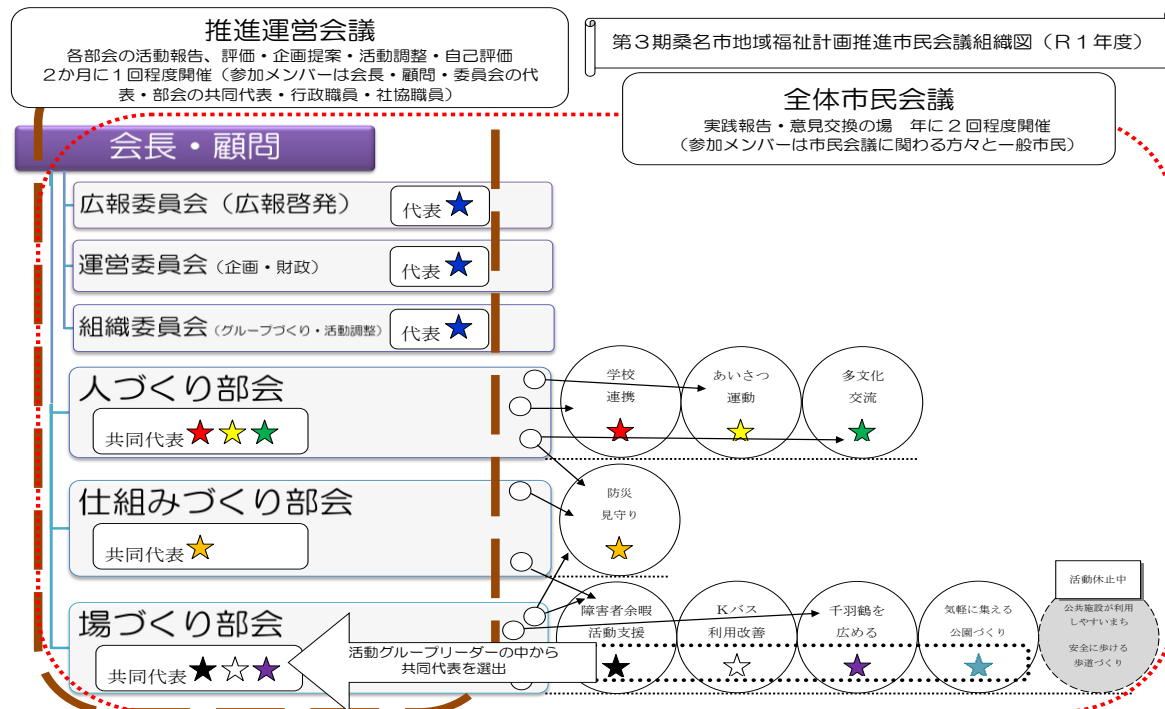 推進運営会議
各部会の活動報告、評価・企画提案・活動調整・自己評価
２か月に１回程度開催（参加メンバーは会長・顧問・委員会の代
表・部会の共同代表・行政職員・社協職員）
第３期桑名市地域福祉計画推進市民会議組織図（Ｒ１年度）
全体市民会議
実践報告・意見交換の場　年に２回程度開催
（参加メンバーは市民会議に関わる方々と一般市民）
会長・顧問
広報委員会（広報啓発）
代表
運営委員会（企画・財政）
代表
組織委員会（グループづくり・活動調整）
代表
人づくり部会
共同代表
学校
連携
あいさつ
運動
多文化
交流
仕組みづくり部会
共同代表
防災
見守り
場づくり部会
共同代表
活動グループリーダーの中から
共同代表を選出
障害者余暇
活動支援
Ｋバス
利用改善
千羽鶴を
広める
気軽に集える
公園づくり
活動休止中
公共施設が利用
しやすいまち
安全に歩ける
歩道づくり